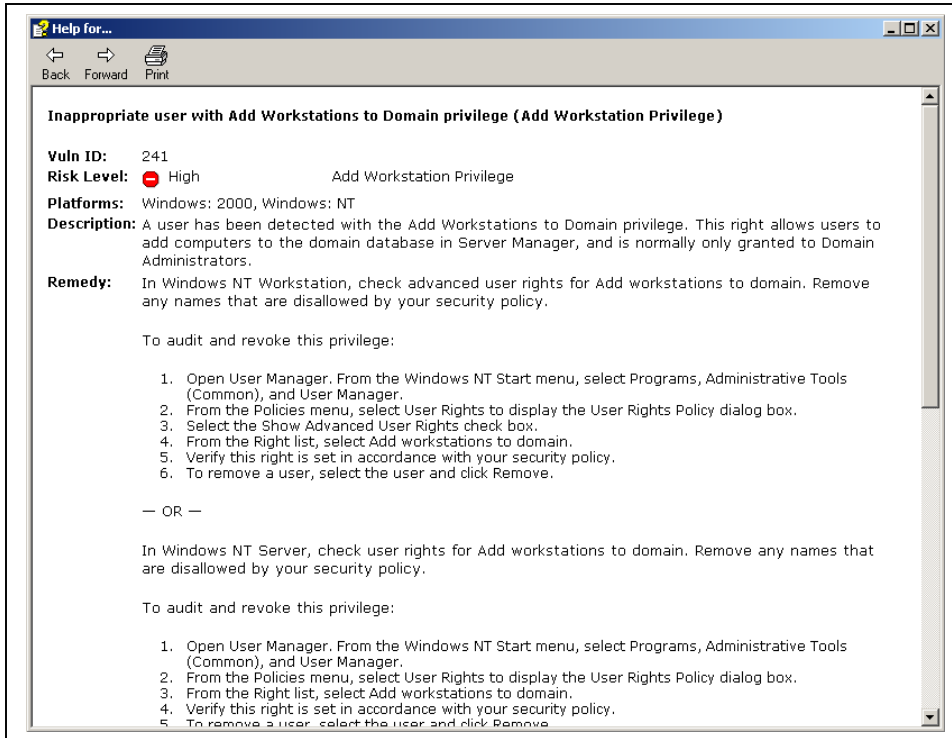 Help for...
Back Forward Print
Inappropriate user with Add Workstations to Domain privilege (Add Workstation Privilege)
Vuln ID: 241
Risk Level: High Add Workstation Privilege
Platforms: Windows: 2000, Windows: NT
Description: A user has been detected with the Add Workstations to Domain privilege. This right allows users to
add computers to the domain database in Server Manager, and is normally only granted to Domain
Administrators.
Remedy: In Windows NT Workstation, check advanced user rights for Add workstations to domain. Remove
any names that are disallowed by your security policy.
To audit and revoke this privilege:
1. Open User Manager. From the Windows NT Start menu, select Programs, Administrative Tools
(Common), and User Manager.
2. From the Policies menu, select User Rights to display the User Rights Policy dialog box.
3. Select the Show Advanced User Rights check box.
4. From the Right list, select Add workstations to domain.
5. Verify this right is set in accordance with your security policy.
6. To remove a user, select the user and click Remove.
— OR —
In Windows NT Server, check user rights for Add workstations to domain. Remove any names that
are disallowed by your security policy.
To audit and revoke this privilege:
1. Open User Manager. From the Windows NT Start menu, select Programs, Administrative Tools
(Common), and User Manager.
2. From the Policies menu, select User Rights to display the User Rights Policy dialog box.
3. From the Right list, select Add workstations to domain.
4. Verify this right is set in accordance with your security policy.
5. To remove a user, select the user and click Remove.